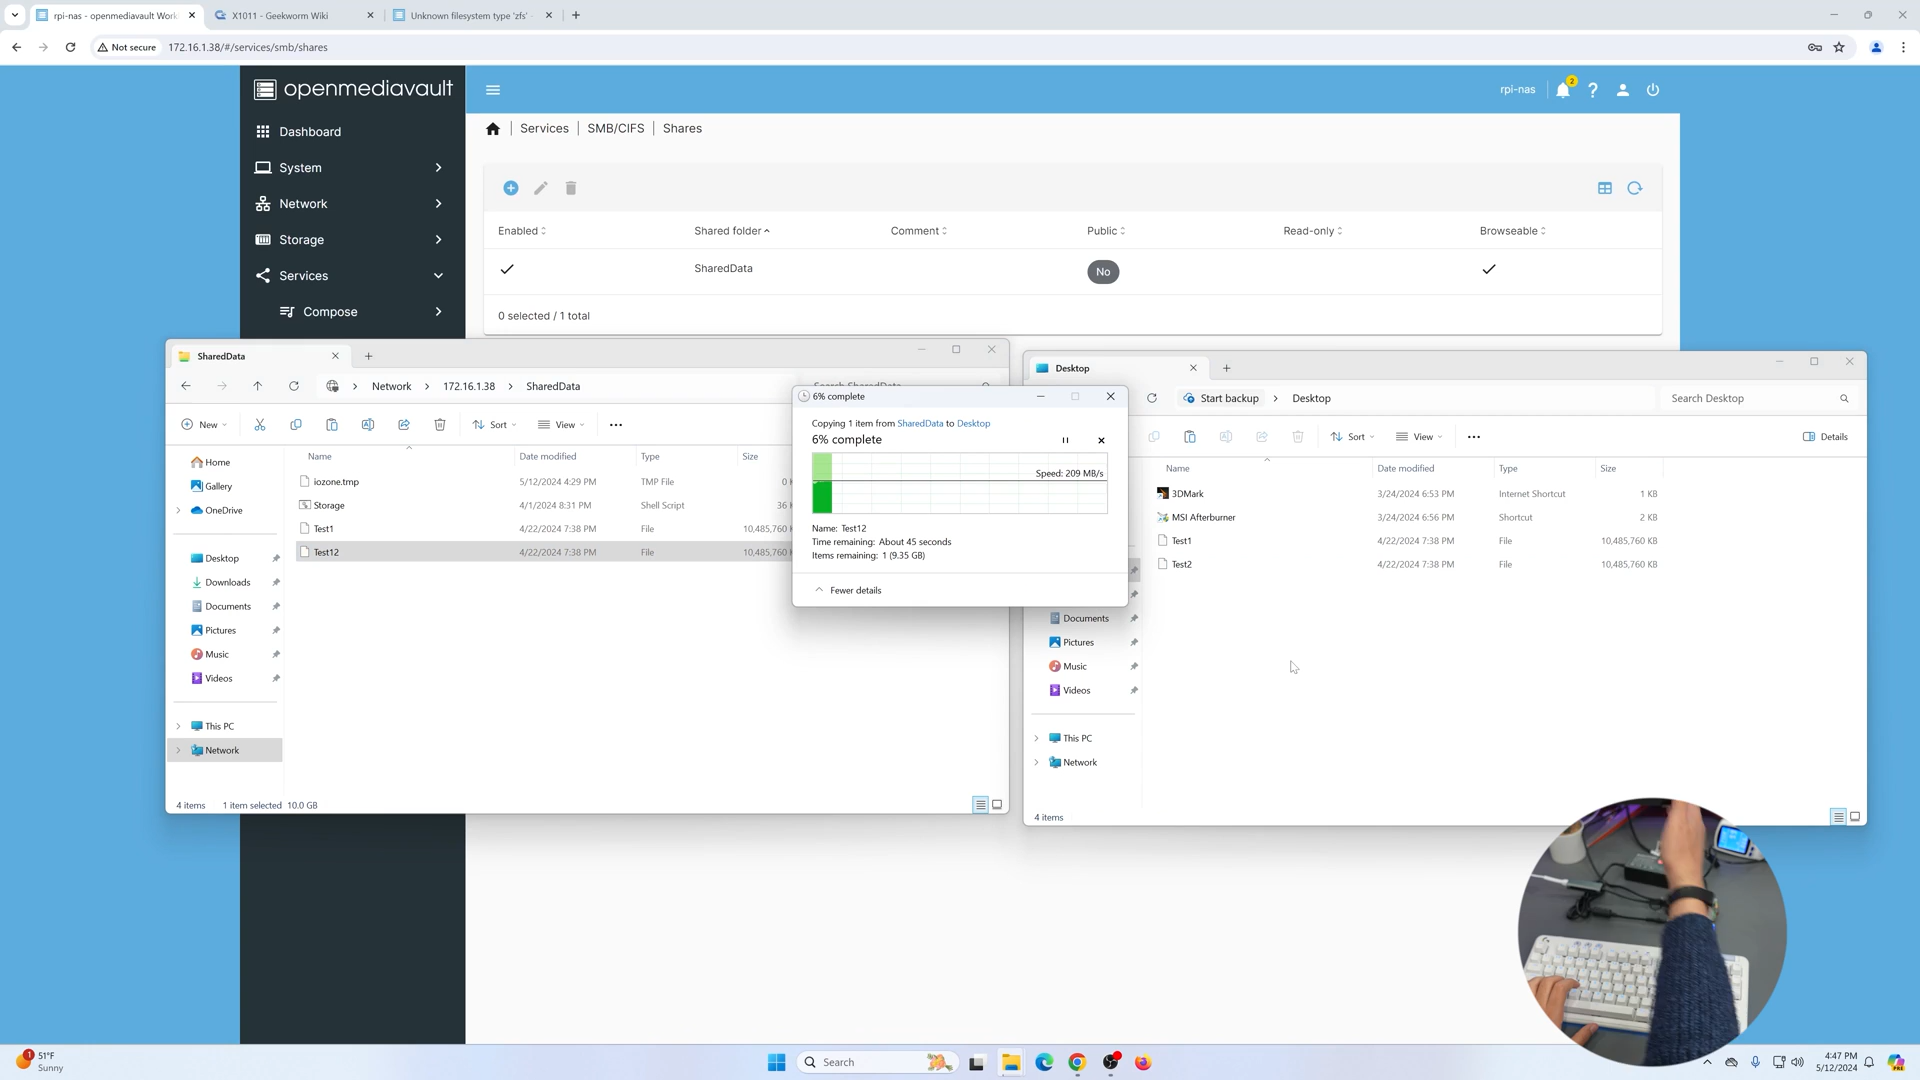 rpi-nas - openmediavault Work
X1011 - Geekworm Wiki
Unknown filesystem type 'zfs' -
Not secure
172.16.1.38/#/services/smb/shares
openmediavault
rpi-nas
2
Dashboard
System
Network
Storage
Services
Compose
Services | SMB/CIFS | Shares
Enabled
Shared folder
Comment
Public
Read-only
Browseable
SharedData
No
0 selected / 1 total
SharedData
Network > 172.16.1.38 > SharedData
New
Sort
View
Name
Date modified
Type
Size
iozone.tmp
5/12/2024 4:29 PM
TMP File
0
Storage
4/1/2024 8:31 PM
Shell Script
36
Test1
4/22/2024 7:38 PM
File
10,485,760
Test12
4/22/2024 7:38 PM
File
10,485,760
Home
Gallery
OneDrive
Desktop
Downloads
Documents
Pictures
Music
Videos
This PC
Network
4 items
1 item selected 10.0 GB
6% complete
Copying 1 item from SharedData to Desktop
6% complete
Speed: 209 MB/s
Name: Test12
Time remaining: About 45 seconds
Items remaining: 1 (9.35 GB)
Fewer details
Desktop
Start backup > Desktop
Search Desktop
Sort
View
Details
Name
Date modified
Type
Size
3DMark
3/24/2024 6:53 PM
Internet Shortcut
1 KB
MSI Afterburner
3/24/2024 6:56 PM
Shortcut
2 KB
Test1
4/22/2024 7:38 PM
File
10,485,760 KB
Test2
4/22/2024 7:38 PM
File
10,485,760 KB
Documents
Pictures
Music
Videos
This PC
Network
4 items
1
51°F
Sunny
Search
4:47 PM
5/12/2024
PRE